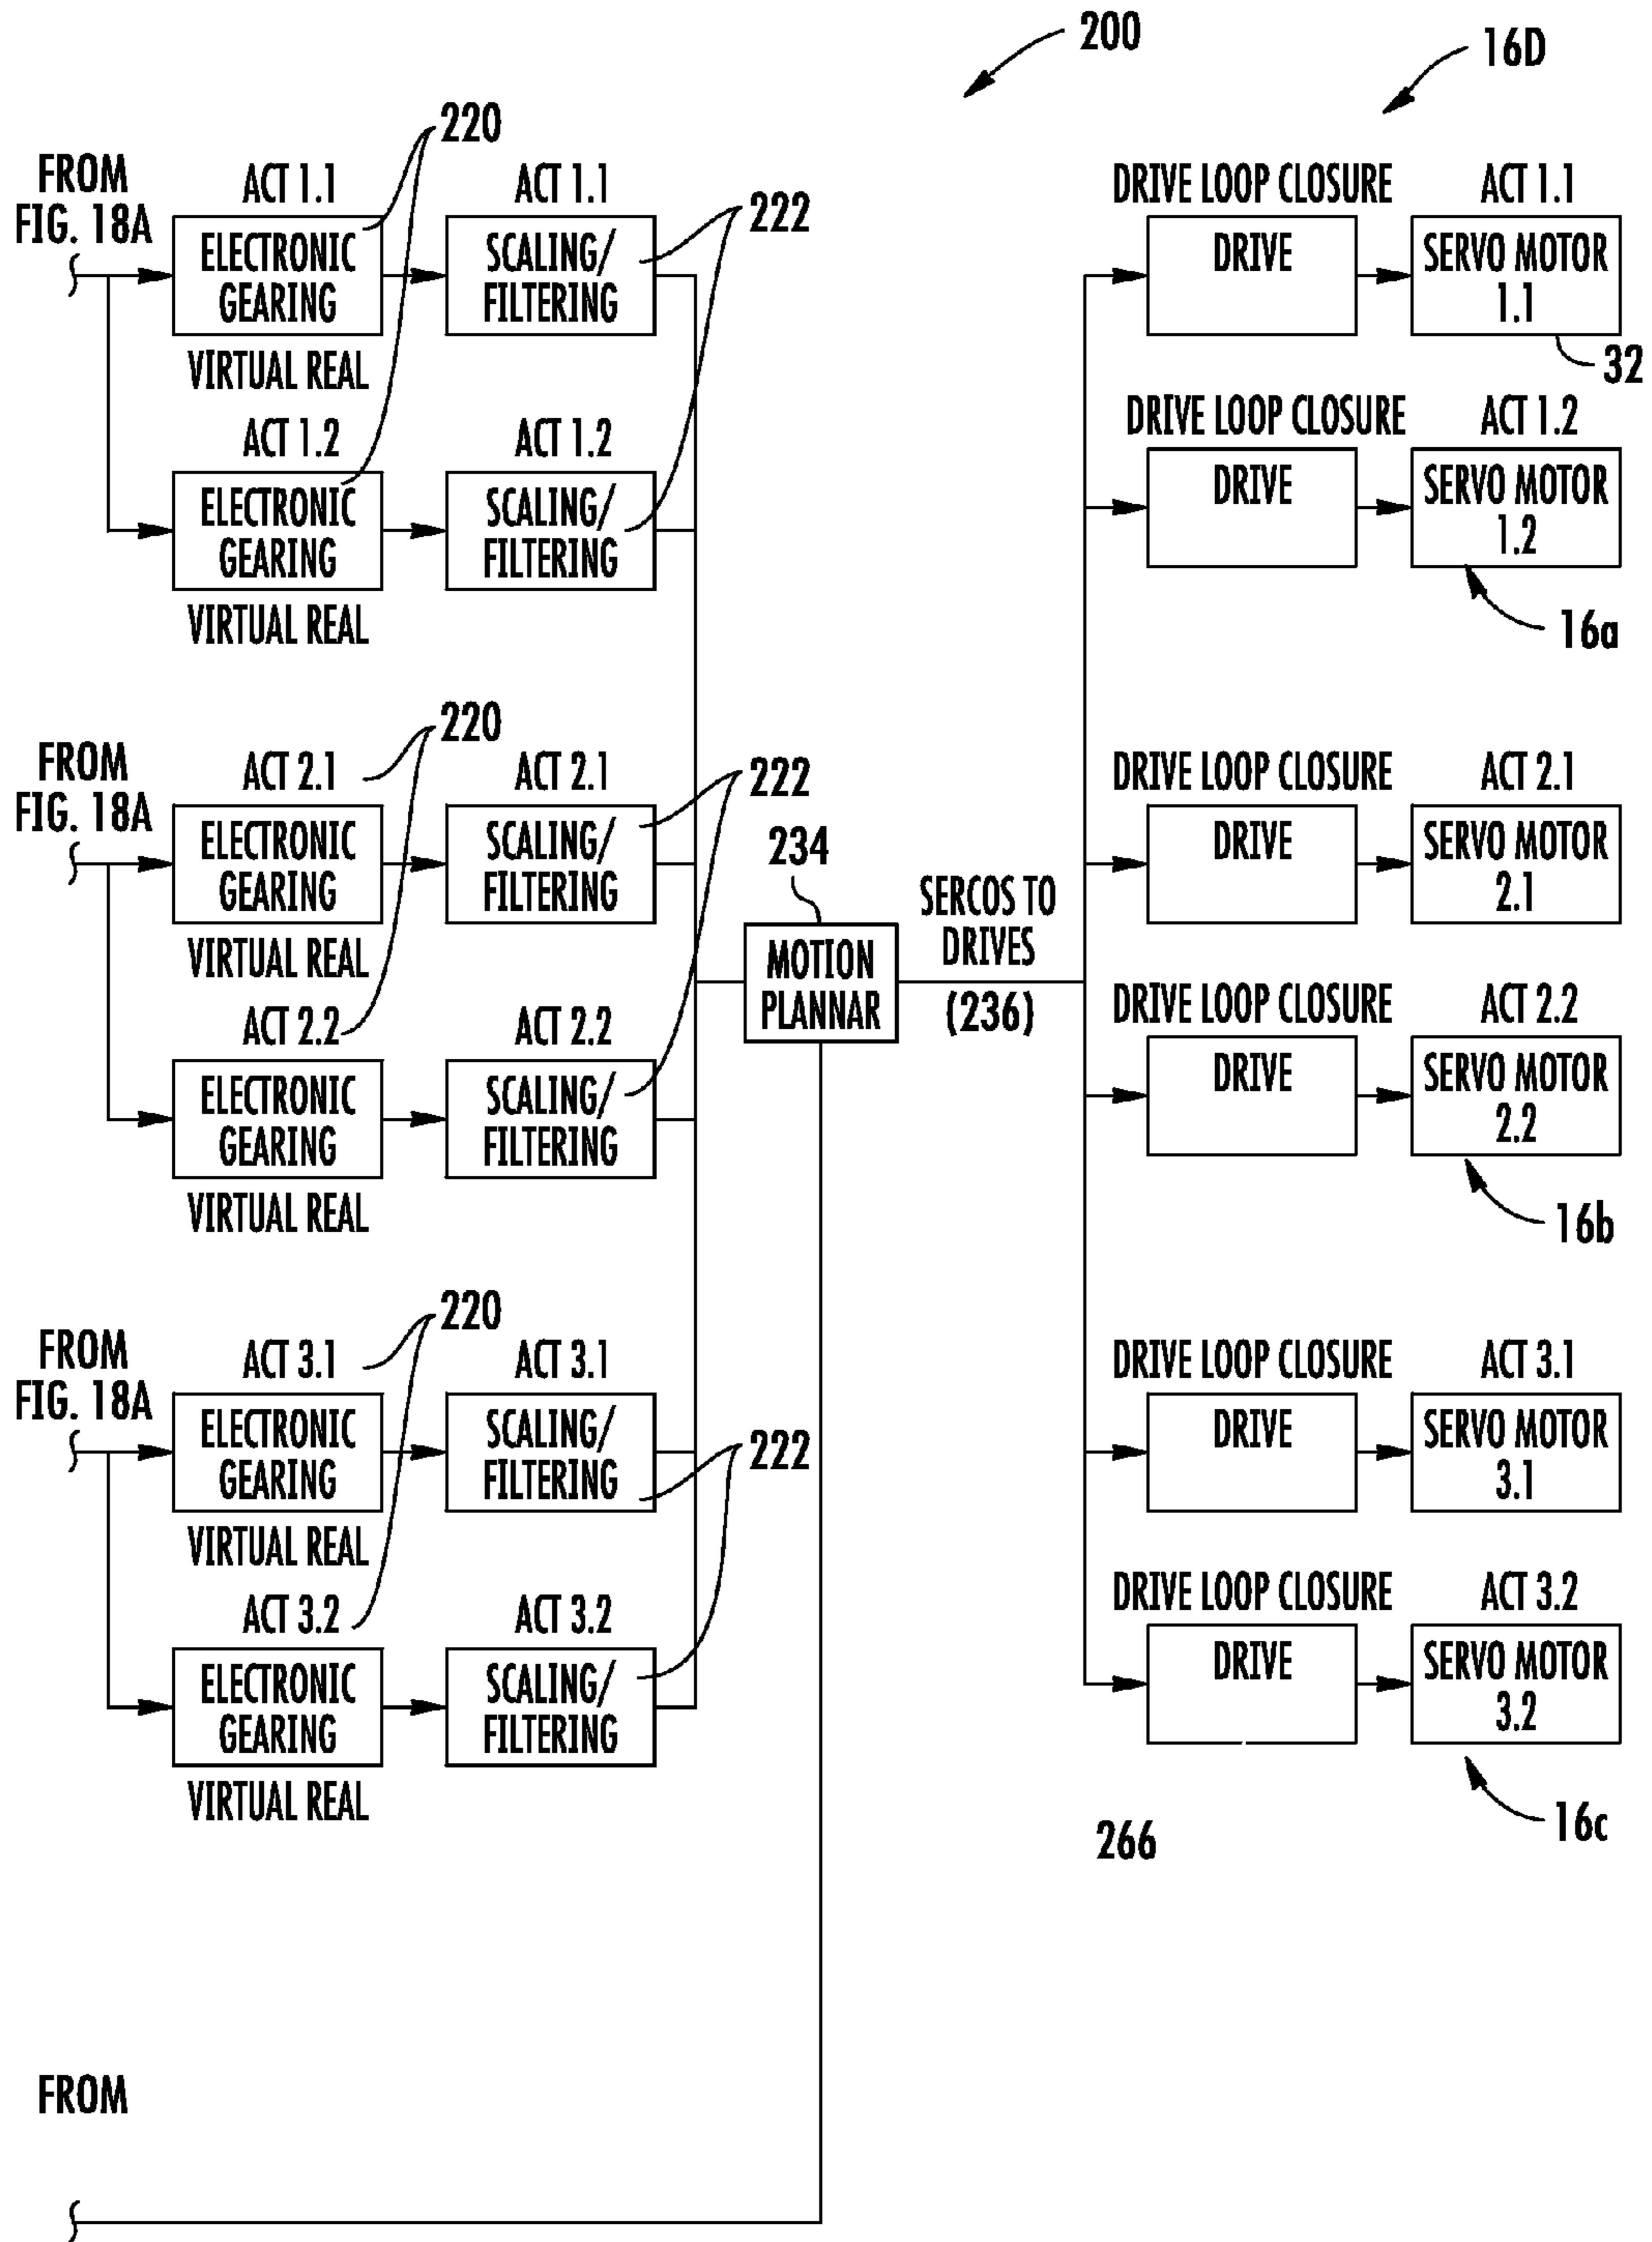 200
16D
220
FROM
FIG. 18A
ACT 1.1
ACT 1.1
222
DRIVE LOOP CLOSURE
ACT 1.1
ELECTRONIC
GEARING
SCALING/
FILTERING
DRIVE
SERVO MOTOR
1.1
VIRTUAL REAL
32
ACT 1.2
ACT 1.2
DRIVE LOOP CLOSURE
ACT 1.2
ELECTRONIC
GEARING
SCALING/
FILTERING
DRIVE
SERVO MOTOR
1.2
VIRTUAL REAL
16a
220
FROM
FIG. 18A
ACT 2.1
ACT 2.1
222
DRIVE LOOP CLOSURE
ACT 2.1
ELECTRONIC
GEARING
SCALING/
FILTERING
234
DRIVE
SERVO MOTOR
2.1
VIRTUAL REAL
MOTION
PLANNAR
SERCOS TO
DRIVES
(236)
ACT 2.2
ACT 2.2
DRIVE LOOP CLOSURE
ACT 2.2
ELECTRONIC
GEARING
SCALING/
FILTERING
DRIVE
SERVO MOTOR
2.2
VIRTUAL REAL
16b
220
FROM
FIG. 18A
ACT 3.1
ACT 3.1
222
DRIVE LOOP CLOSURE
ACT 3.1
ELECTRONIC
GEARING
SCALING/
FILTERING
DRIVE
SERVO MOTOR
3.1
VIRTUAL REAL
ACT 3.2
ACT 3.2
DRIVE LOOP CLOSURE
ACT 3.2
ELECTRONIC
GEARING
SCALING/
FILTERING
DRIVE
SERVO MOTOR
3.2
VIRTUAL REAL
16c
266
FROM